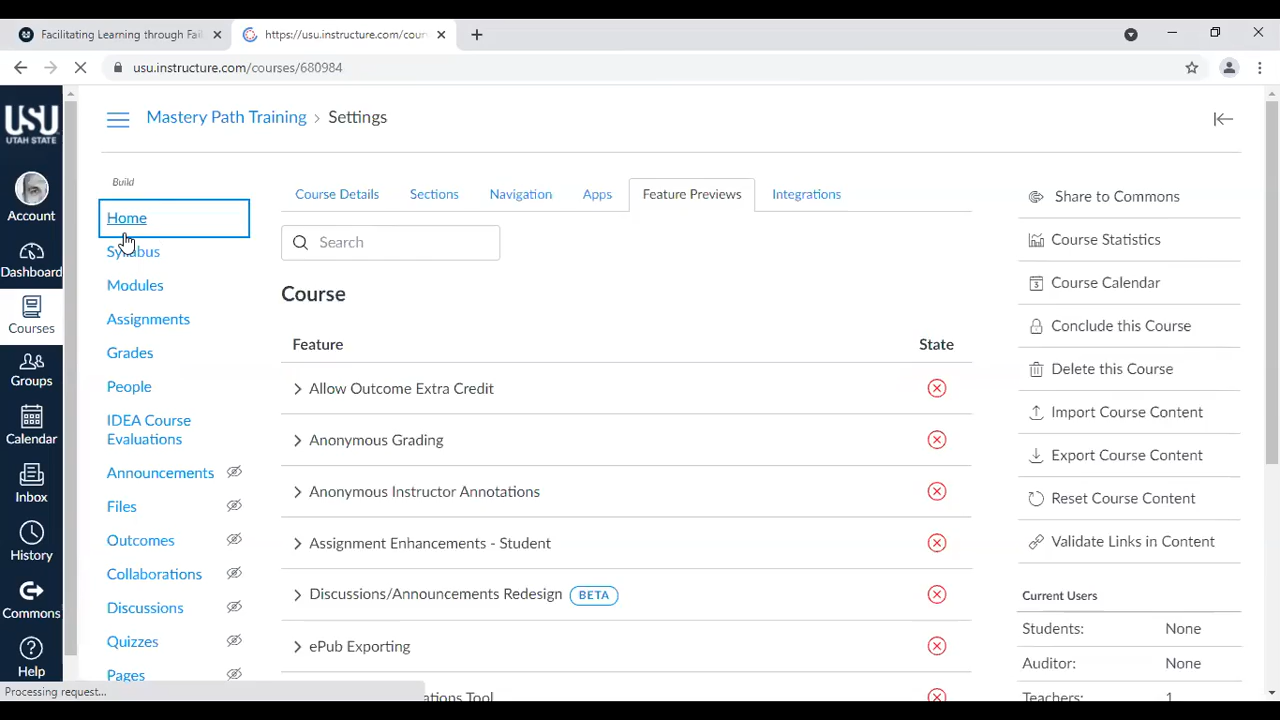 Facilitating Learning through Fail
https://usu.instructure.com/cour
usu.instructure.com/courses/680984
USU
UTAH STATE
Account
Dashboard
Courses
Groups
Calendar
Inbox
History
Commons
Help
Mastery Path Training › Settings
Build
Home
Syllabus
Modules
Assignments
Grades
People
IDEA Course
Evaluations
Announcements
Files
Outcomes
Collaborations
Discussions
Quizzes
Pages
Course Details
Sections
Navigation
Apps
Feature Previews
Integrations
Search
Course
Feature
State
Allow Outcome Extra Credit
Anonymous Grading
Anonymous Instructor Annotations
Assignment Enhancements - Student
Discussions/Announcements Redesign BETA
ePub Exporting
Tool
Share to Commons
Course Statistics
Course Calendar
Conclude this Course
Delete this Course
Import Course Content
Export Course Content
Reset Course Content
Validate Links in Content
Current Users
Students: None
Auditor: None
Teachers: 1
Processing request...